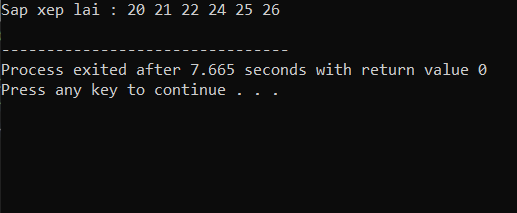 Sap xep lai : 20 21 22 24 25 26
--------------------------------
Process exited after 7.665 seconds with return value 0
Press any key to continue . . .